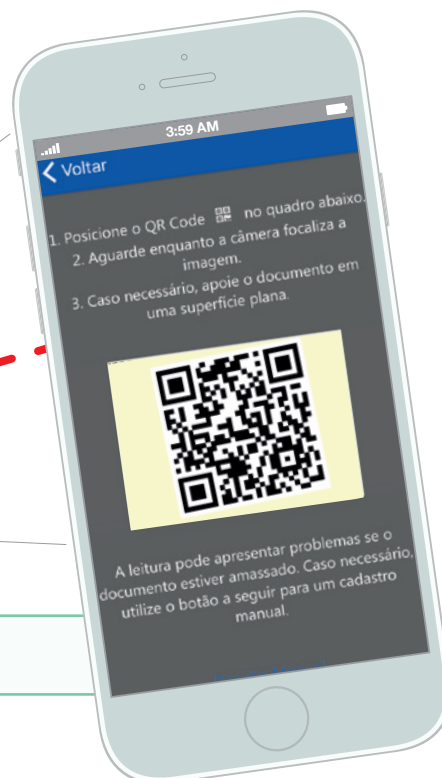 3:59 AM
Voltar
1. Posicione o QR Code no quadro abaixo.
2. Aguarde enquanto a câmera focaliza a
imagem.
3. Caso necessário, apoie o documento em
uma superfície plana.
A leitura pode apresentar problemas se o
documento estiver amassado. Caso necessário,
utilize o botão a seguir para um cadastro
manual.